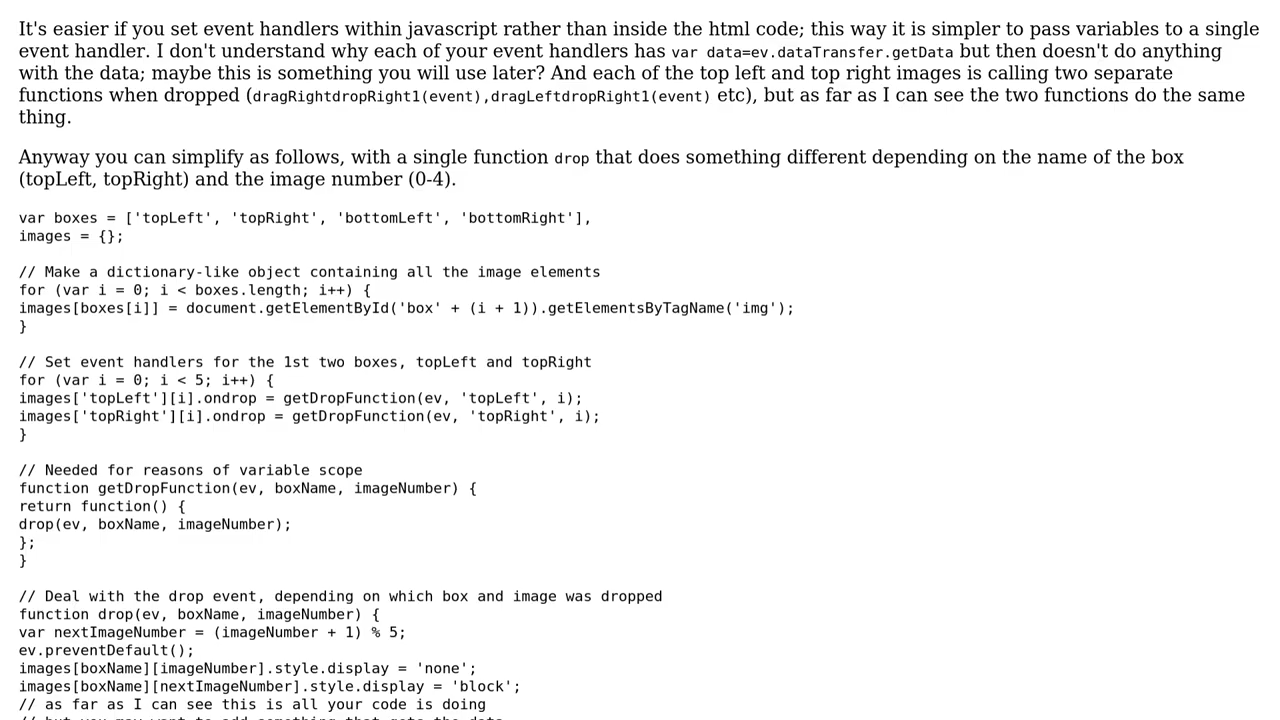 It's easier if you set event handlers within javascript rather than inside the html code; this way it is simpler to pass variables to a single
event handler. I don't understand why each of your event handlers has var data=ev.dataTransfer.getData but then doesn't do anything
with the data; maybe this is something you will use later? And each of the top left and top right images is calling two separate
functions when dropped (dragRightdropRight1(event),dragLeftdropRight1(event) etc), but as far as I can see the two functions do the same
thing.
Anyway you can simplify as follows, with a single function drop that does something different depending on the name of the box
(topLeft, topRight) and the image number (0-4).
var boxes = ['topLeft', 'topRight', 'bottomLeft', 'bottomRight'],
images = {};
// Make a dictionary-like object containing all the image elements
for (var i = 0; i < boxes.length; i++) {
images[boxes[i]] = document.getElementById('box' + (i + 1)).getElementsByTagName('img');
}
// Set event handlers for the 1st two boxes, topLeft and topRight
for (var i = 0; i < 5; i++) {
images['topLeft'][i].ondrop = getDropFunction(ev, 'topLeft', i);
images['topRight'][i].ondrop = getDropFunction(ev, 'topRight', i);
}
// Needed for reasons of variable scope
function getDropFunction(ev, boxName, imageNumber) {
return function() {
drop(ev, boxName, imageNumber);
};
}
// Deal with the drop event, depending on which box and image was dropped
function drop(ev, boxName, imageNumber) {
var nextImageNumber = (imageNumber + 1) % 5;
ev.preventDefault();
images[boxName][imageNumber].style.display = 'none';
images[boxName][nextImageNumber].style.display = 'block';
// as far as I can see this is all your code is doing